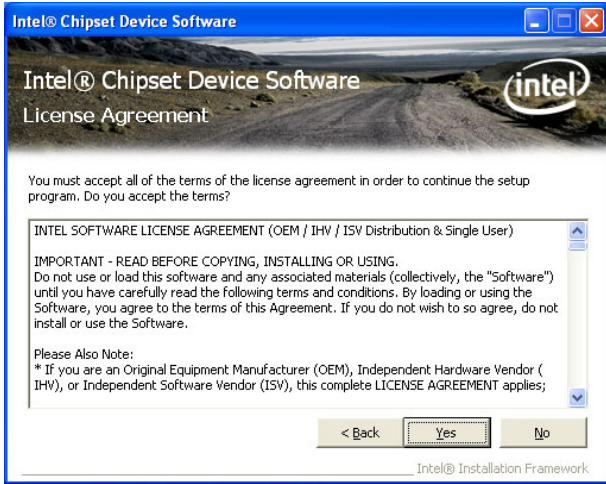 Intel® Chipset Device Software
Intel® Chipset Device Software
License Agreement
intel
You must accept all of the terms of the license agreement in order to continue the setup
program. Do you accept the terms?
INTEL SOFTWARE LICENSE AGREEMENT (OEM / IHV / ISV Distribution & Single User)
IMPORTANT - READ BEFORE COPYING, INSTALLING OR USING.
Do not use or load this software and any associated materials (collectively, the "Software")
until you have carefully read the following terms and conditions. By loading or using the
Software, you agree to the terms of this Agreement. If you do not wish to so agree, do not
install or use the Software.
Please Also Note:
* If you are an Original Equipment Manufacturer (OEM), Independent Hardware Vendor (
IHV), or Independent Software Vendor (ISV), this complete LICENSE AGREEMENT applies;
< Back Yes No
Intel® Installation Framework